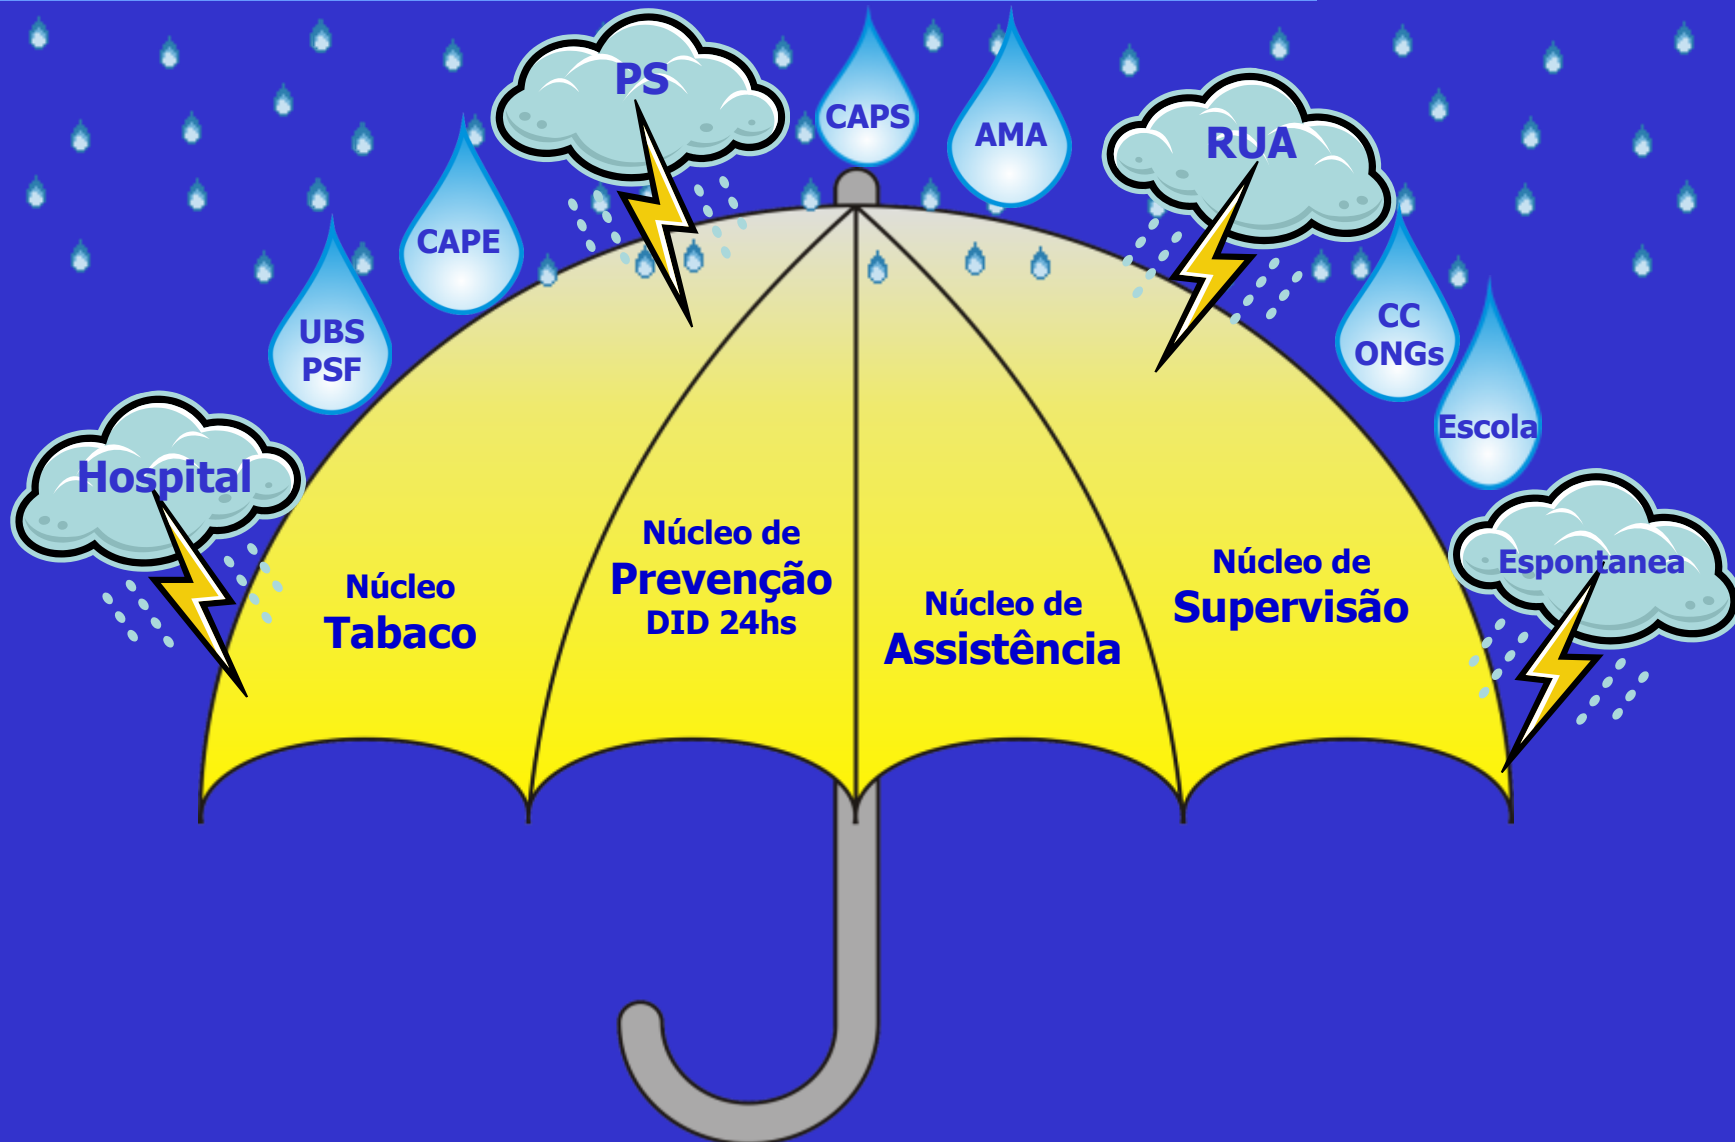 PS
CAPS
AMA
RUA
CAPE
UBS
PSF
CC
ONGs
Escola
Hospital
Espontanea
Núcleo
Tabaco
Núcleo de
Prevenção
DID 24hs
Núcleo de
Assistência
Núcleo de
Supervisão